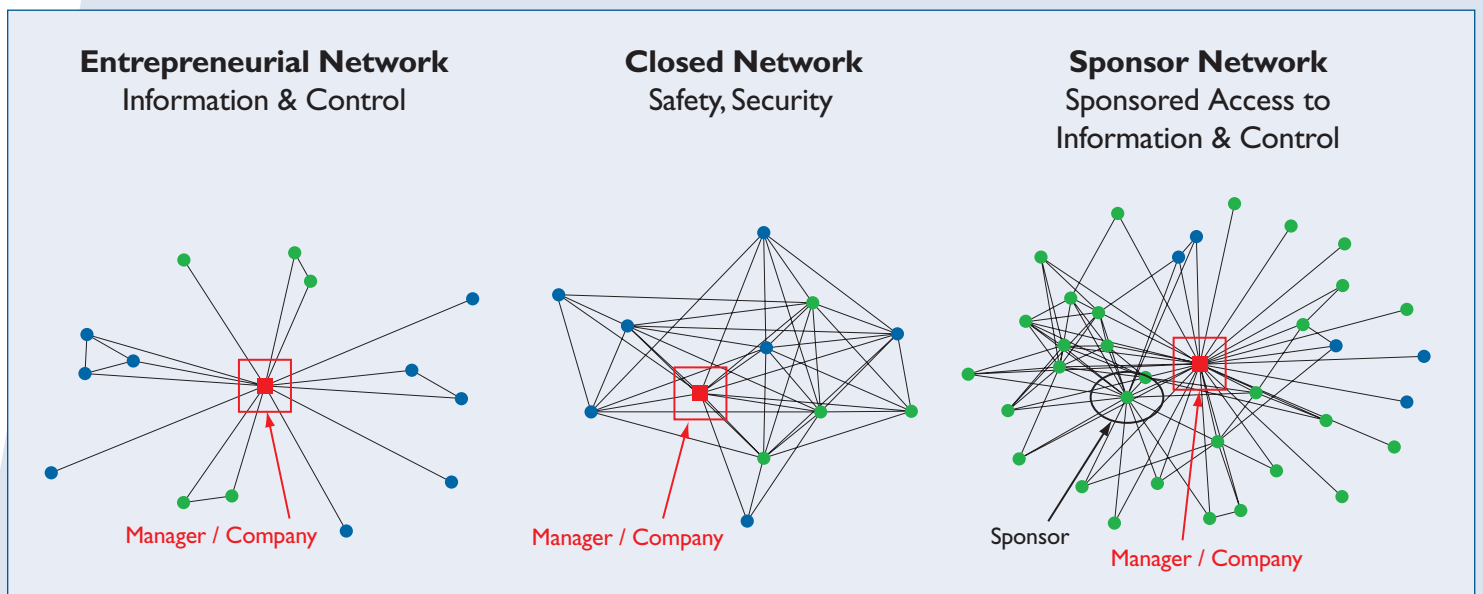 Entrepreneurial Network
Information & Control
Manager / Company
Closed Network
Safety, Security
Manager / Company
Sponsor Network
Sponsored Access to
Information & Control
Sponsor
Manager / Company